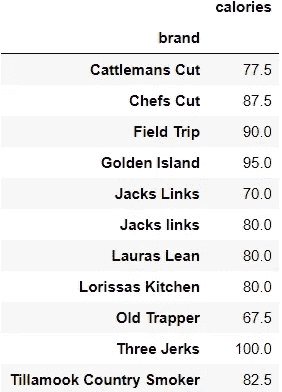 calories
brand
Cattlemans Cut 77.5
Chefs Cut 87.5
Field Trip 90.0
Golden Island 95.0
Jacks Links 70.0
Jacks links 80.0
Lauras Lean 80.0
Lorissas Kitchen 80.0
Old Trapper 67.5
Three Jerks 100.0
Tillamook Country Smoker 82.5